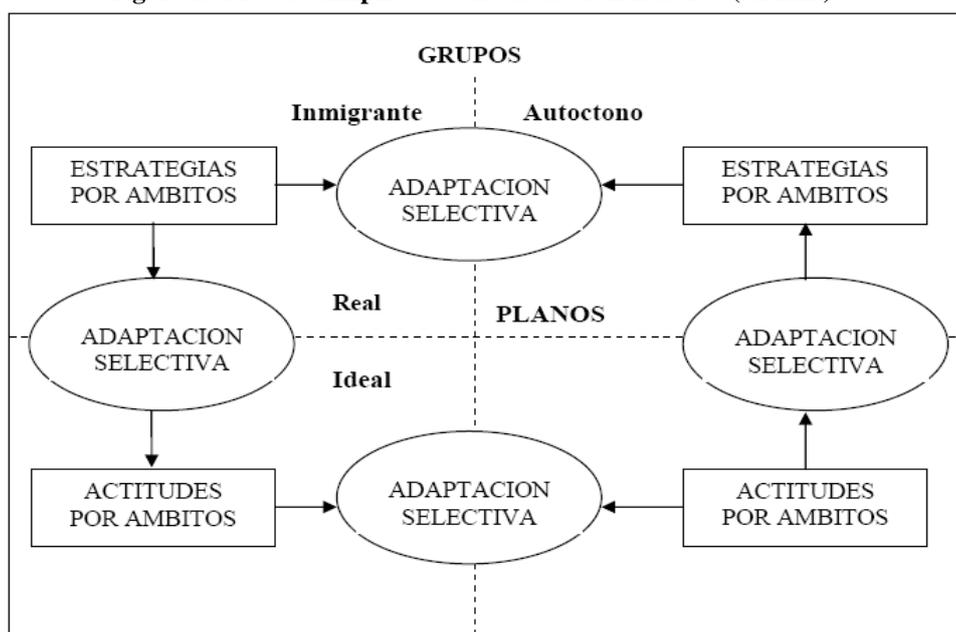 GRUPOS
Inmigrante Autoctono
ESTRATEGIAS
POR AMBITOS
ADAPTACION
SELECTIVA
ESTRATEGIAS
POR AMBITOS
Real
PLANOS
ADAPTACION
SELECTIVA
ADAPTACION
SELECTIVA
Ideal
ACTITUDES
POR AMBITOS
ADAPTACION
SELECTIVA
ACTITUDES
POR AMBITOS